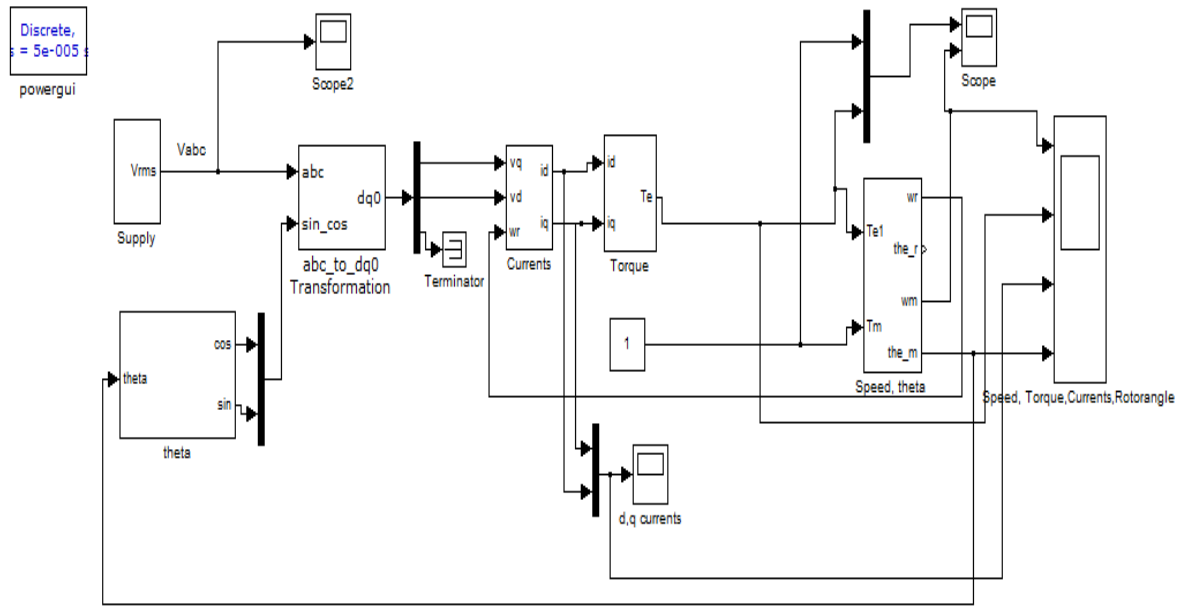 Discrete,
s = 5e-005 s
powergui
Scope2
Scope
Vabc
Vrms
Supply
abc
dq0
sin_cos
abc_to_dq0
Transformation
Terminator
vq
vd
wr
id
iq
Currents
id
iq
Te
Torque
1
Te1
Tm
wr
the_r
wm
the_m
Speed, theta
Speed, Torque,Currents,Rotorangle
theta
cos
sin
theta
d,q currents